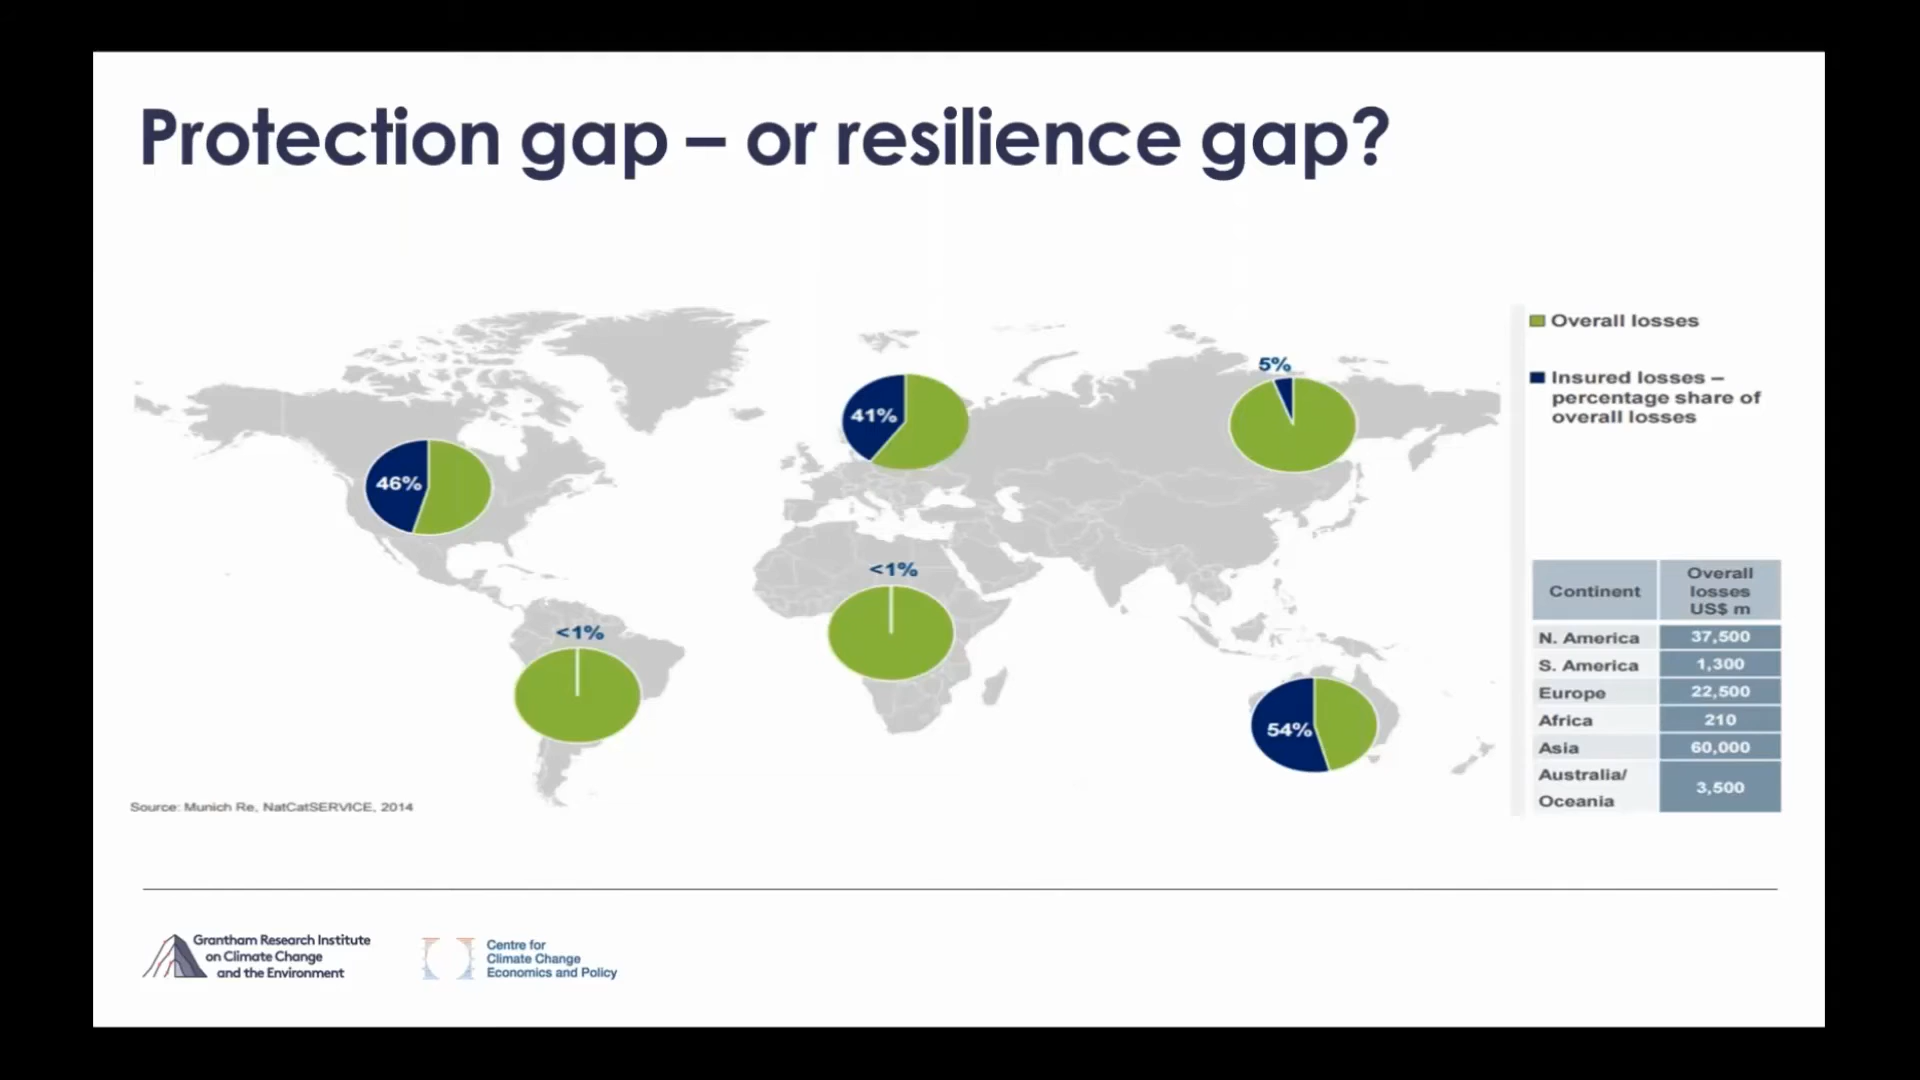 Protection gap – or resilience gap?
Overall losses
Insured losses –
percentage share of
overall losses
5%
41%
46%
<1%
<1%
54%
Continent
Overall
losses
US$ m
N. America 37,500
S. America 1,300
Europe 22,500
Africa 210
Asia 60,000
Australia/
Oceania 3,500
Source: Munich Re, NatCatSERVICE, 2014
Grantham Research Institute
on Climate Change
and the Environment
Centre for
Climate Change
Economics and Policy